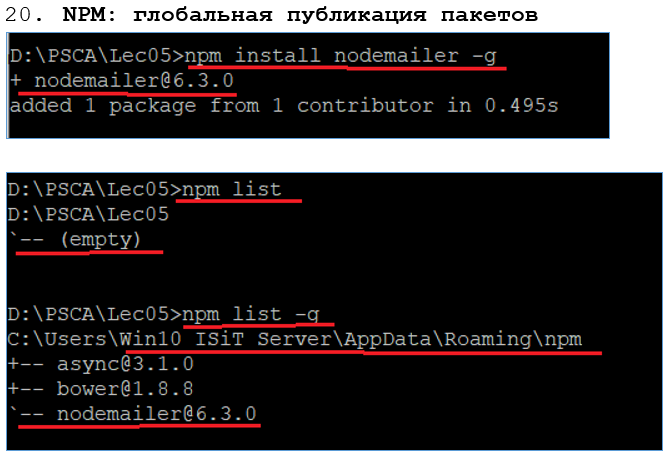 20. NPM: глобальная публикация пакетов
D:\PSCA\Lec05>npm install nodemailer -g
+ nodemailer@6.3.0
added 1 package from 1 contributor in 0.495s
D:\PSCA\Lec05>npm list
D:\PSCA\Lec05
`-- (empty)
D:\PSCA\Lec05>npm list -g
C:\Users\Win10 ISiT Server\AppData\Roaming\npm
+-- async@3.1.0
+-- bower@1.8.8
`-- nodemailer@6.3.0